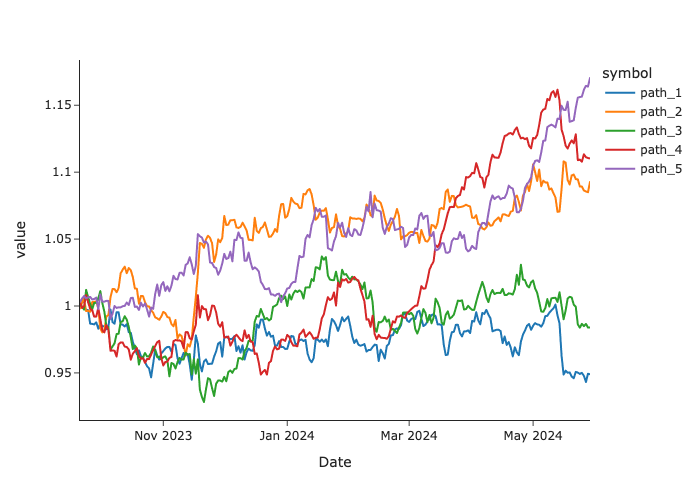 symbol
path_1
path_2
path_3
path_4
path_5
1.15
1.1
1.05
1
0.95
value
Nov 2023
Jan 2024
Mar 2024
May 2024
Date